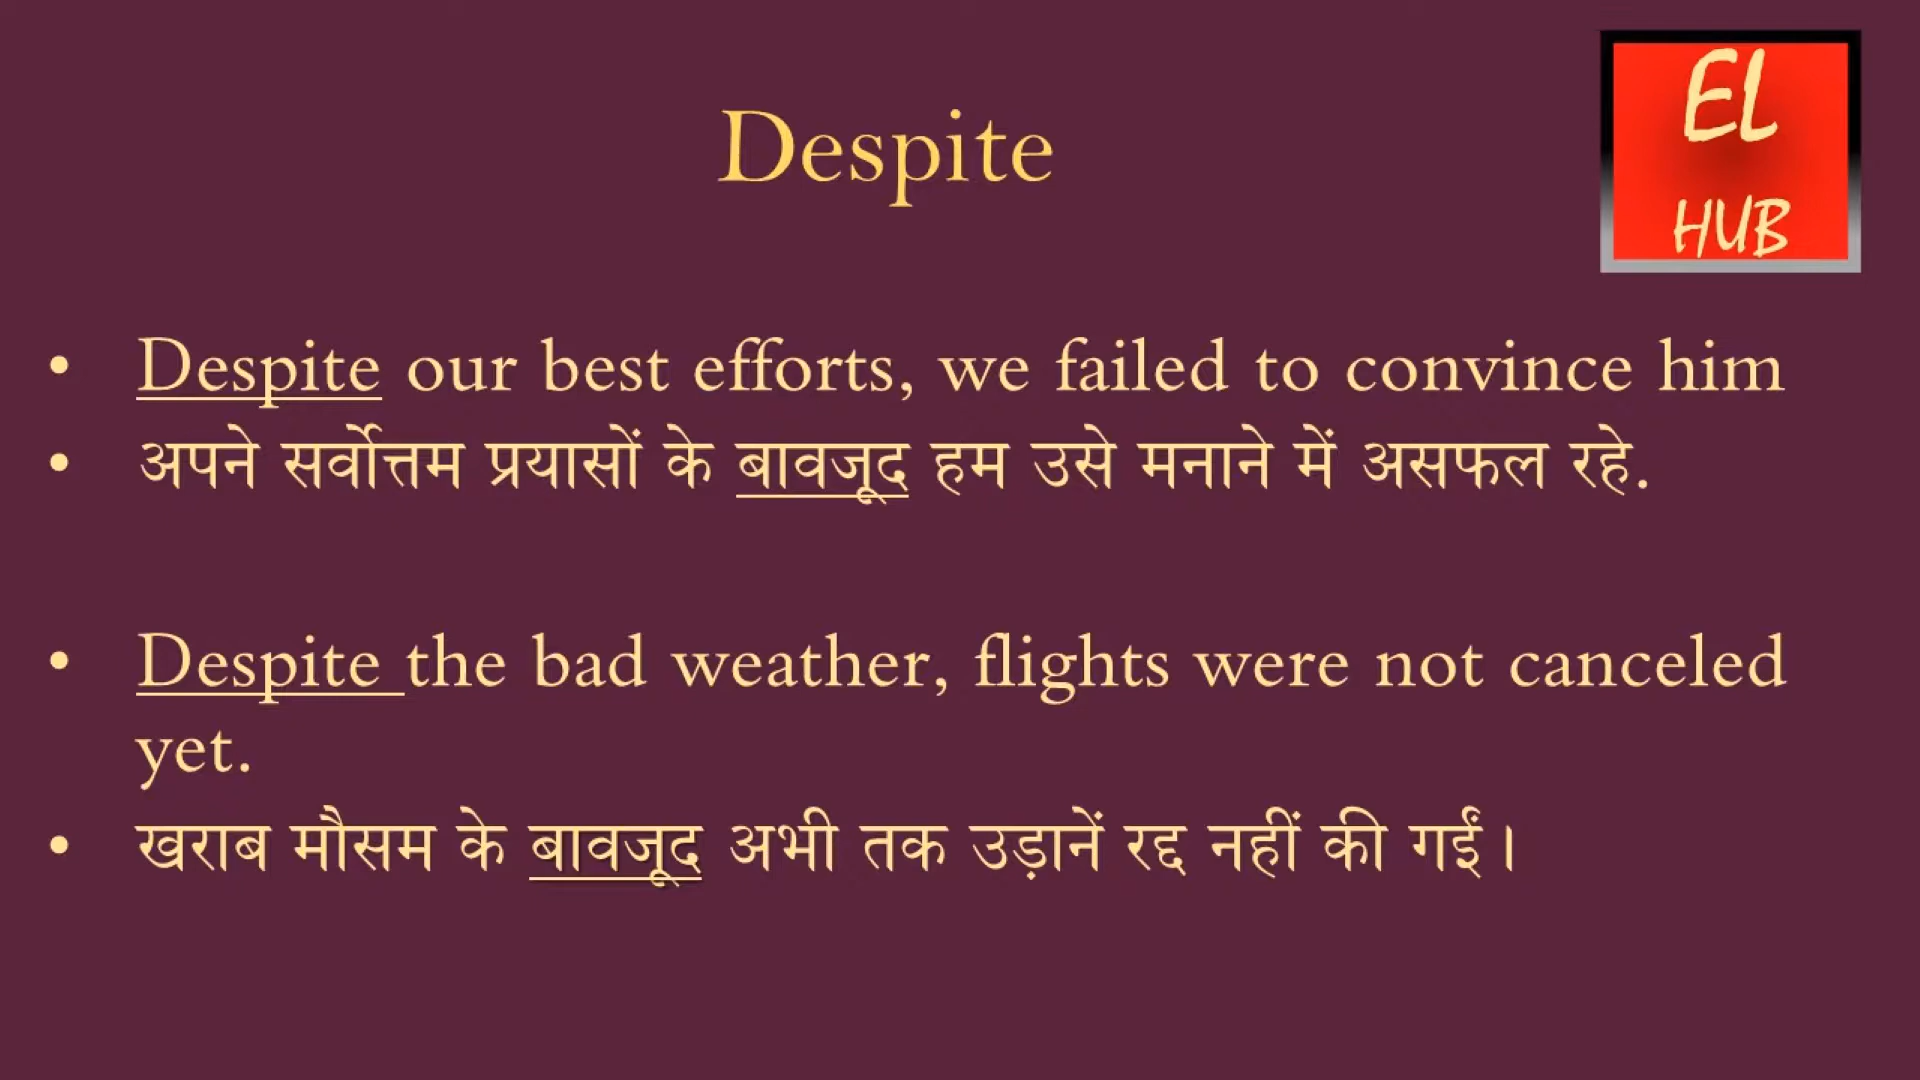 Despite
EL
HUB
• Despite our best efforts, we failed to convince him
• अपने सर्वोत्तम प्रयासों के बावजूद हम उसे मनाने में असफल रहे.
• Despite the bad weather, flights were not canceled
yet.
• खराब मौसम के बावजूद अभी तक उड़ानें रद्द नहीं की गईं।